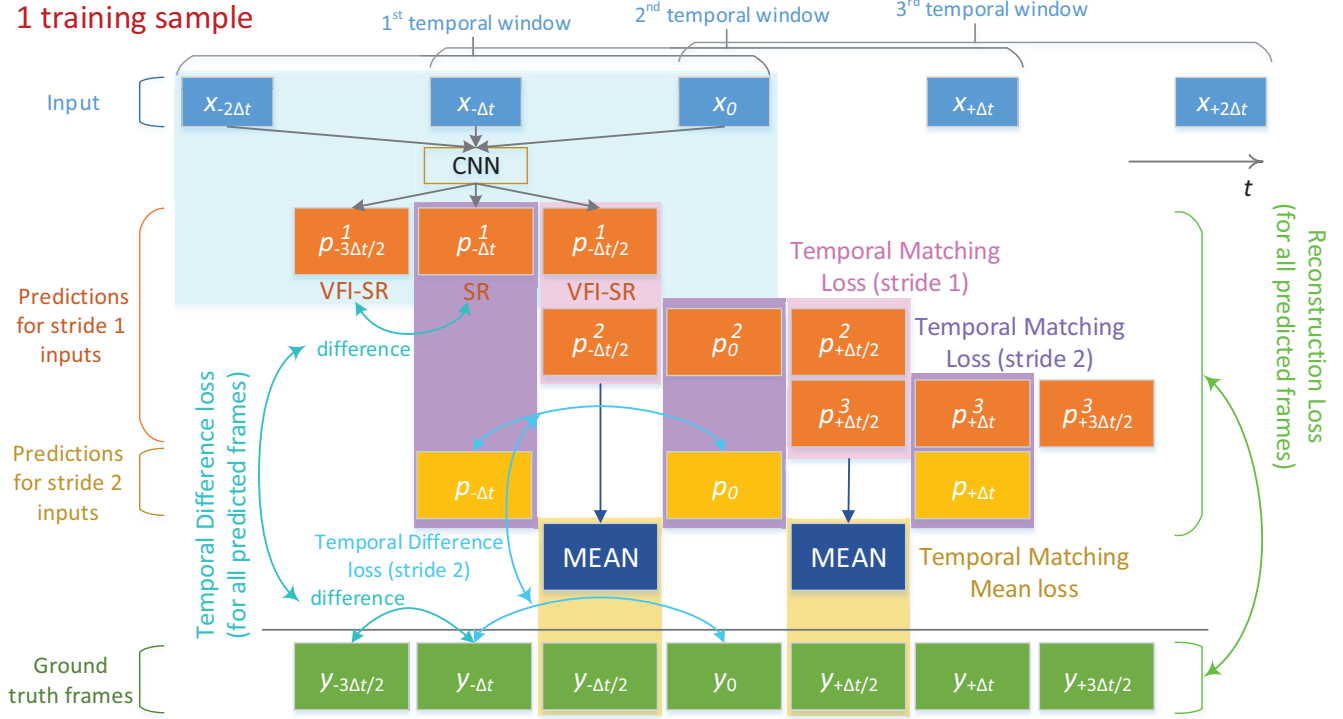 1 training sample
1st temporal window
2nd temporal window
3rd temporal window
Input
x-2Δt
x-Δt
x0
x+Δt
x+2Δt
CNN
t
p1-3Δt/2
p1-Δt
p1-Δt/2
VFI-SR
SR
VFI-SR
Temporal Matching
Loss (stride 1)
Predictions
for stride 1
inputs
difference
p2-Δt/2
p20
p2+Δt/2
Temporal Matching
Loss (stride 2)
p3+Δt/2
p3+Δt
p3+3Δt/2
Reconstruction Loss
(for all predicted frames)
Temporal Difference loss
(for all predicted frames)
Predictions
for stride 2
inputs
p-Δt
p0
p+Δt
Temporal Difference
loss (stride 2)
MEAN
MEAN
Temporal Matching
Mean loss
difference
Ground
truth frames
y-3Δt/2
y-Δt
y-Δt/2
y0
y+Δt/2
y+Δt
y+3Δt/2